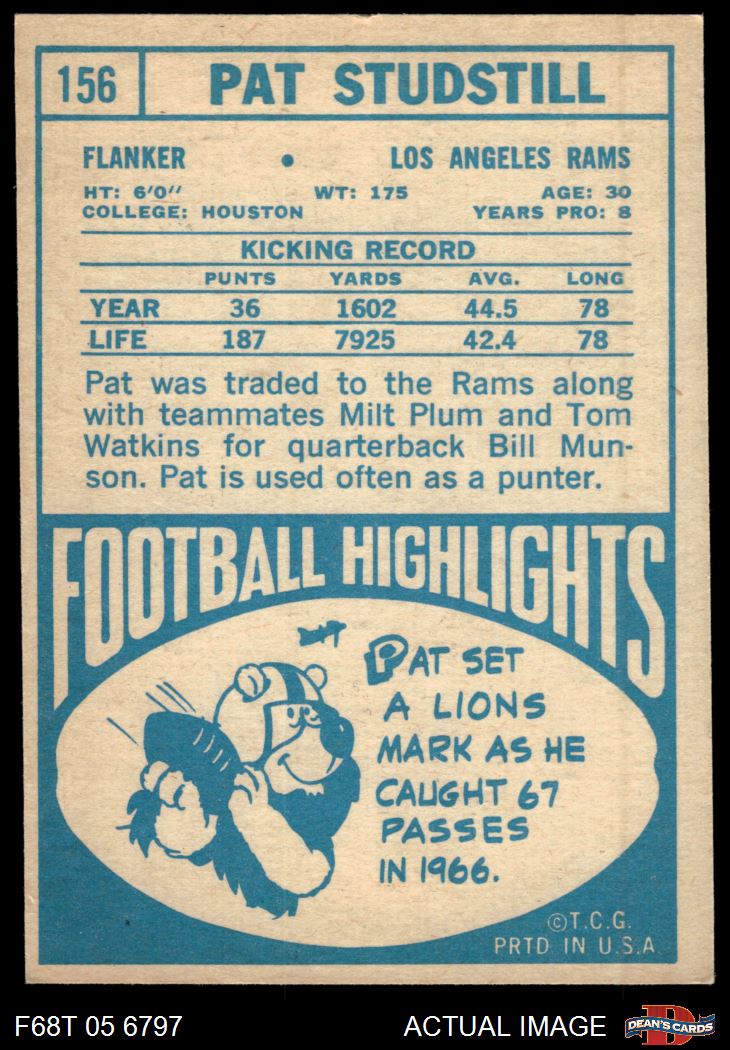 156 PAT STUDSTILL
FLANKER • LOS ANGELES RAMS
HT: 6'0" WT: 175 AGE: 30
COLLEGE: HOUSTON YEARS PRO: 8
KICKING RECORD
PUNTS YARDS AVG. LONG
YEAR 36 1602 44.5 78
LIFE 187 7925 42.4 78
Pat was traded to the Rams along
with teammates Milt Plum and Tom
Watkins for quarterback Bill Mun-
son. Pat is used often as a punter.
FOOTBALL HIGHLIGHTS
PAT SET
A LIONS
MARK AS HE
CAUGHT 67
PASSES
IN 1966.
©T.C.G.
PRTD IN U.S.A.
F68T 05 6797 ACTUAL IMAGE
D
DEAN'S CARDS